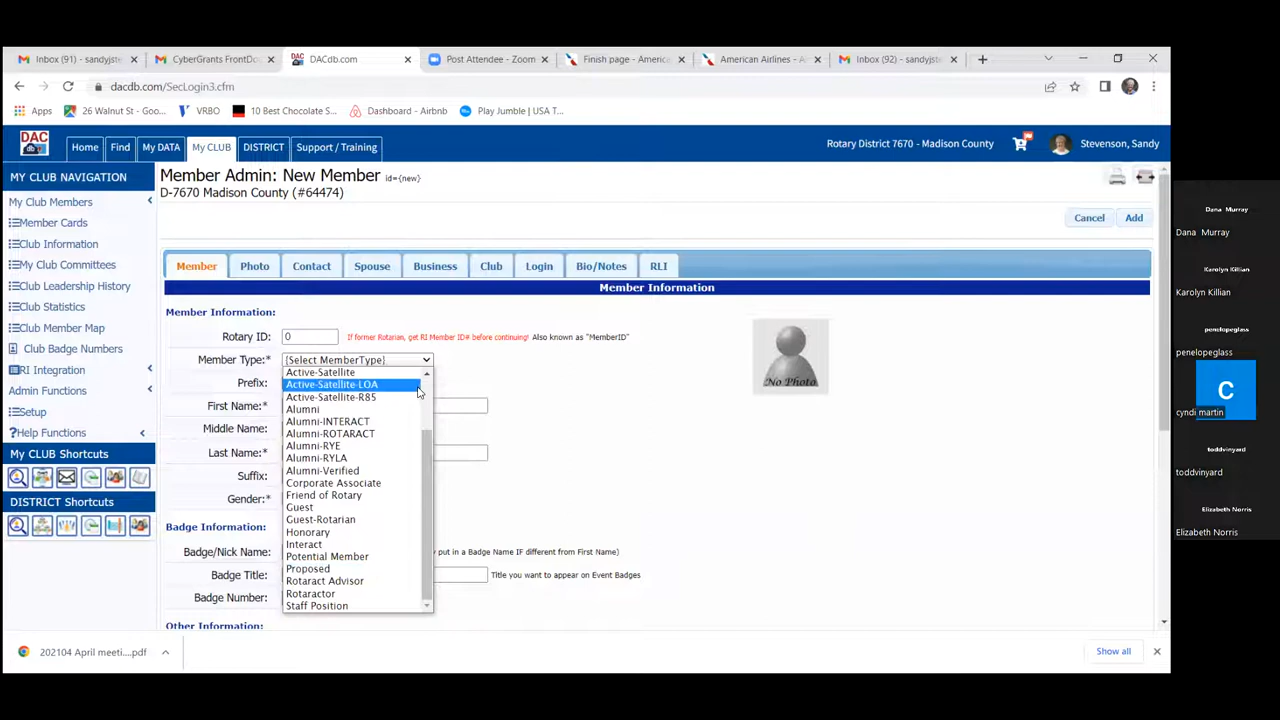 Inbox (91) - sandyjste
CyberGrants FrontDoo
DACdb.com
Post Attendee - Zoom
Finish page - America
American Airlines - A
Inbox (92) - sandyjste
dacdb.com/SecLogin3.cfm
Apps
26 Walnut St - Goo...
VRBO
10 Best Chocolate S...
Dashboard - Airbnb
Play Jumble | USA T...
DAC
db
Home
Find
My DATA
My CLUB
DISTRICT
Support / Training
Rotary District 7670 - Madison County
Stevenson, Sandy
MY CLUB NAVIGATION
My Club Members
Member Cards
Club Information
My Club Committees
Club Leadership History
Club Statistics
Club Member Map
Club Badge Numbers
RI Integration
Admin Functions
Setup
Help Functions
My CLUB Shortcuts
DISTRICT Shortcuts
Member Admin: New Member id={new}
D-7670 Madison County (#64474)
Cancel
Add
Member
Photo
Contact
Spouse
Business
Club
Login
Bio/Notes
RLI
Member Information
Member Information:
Rotary ID:
0
If former Rotarian, get RI Member ID# before continuing! Also known as "MemberID"
Member Type:*
{Select MemberType}
Active-Satellite
Active-Satellite-LOA
Active-Satellite-R85
Alumni
Alumni-INTERACT
Alumni-ROTARACT
Alumni-RYE
Alumni-RYLA
Alumni-Verified
Corporate Associate
Friend of Rotary
Guest
Guest-Rotarian
Honorary
Interact
Potential Member
Proposed
Rotaract Advisor
Rotaractor
Staff Position
Prefix:
First Name:*
Middle Name:
Last Name:*
Suffix:
Gender:*
No Photo
Badge Information:
Badge/Nick Name:
put in a Badge Name IF different from First Name)
Badge Title:
Title you want to appear on Event Badges
Badge Number:
Other Information:
202104 April meeti....pdf
Show all
Dana Murray
Dana Murray
Karolyn Killian
Karolyn Killian
penelopeglass
penelopeglass
C
cyndi martin
toddvinyard
toddvinyard
Elizabeth Norris
Elizabeth Norris